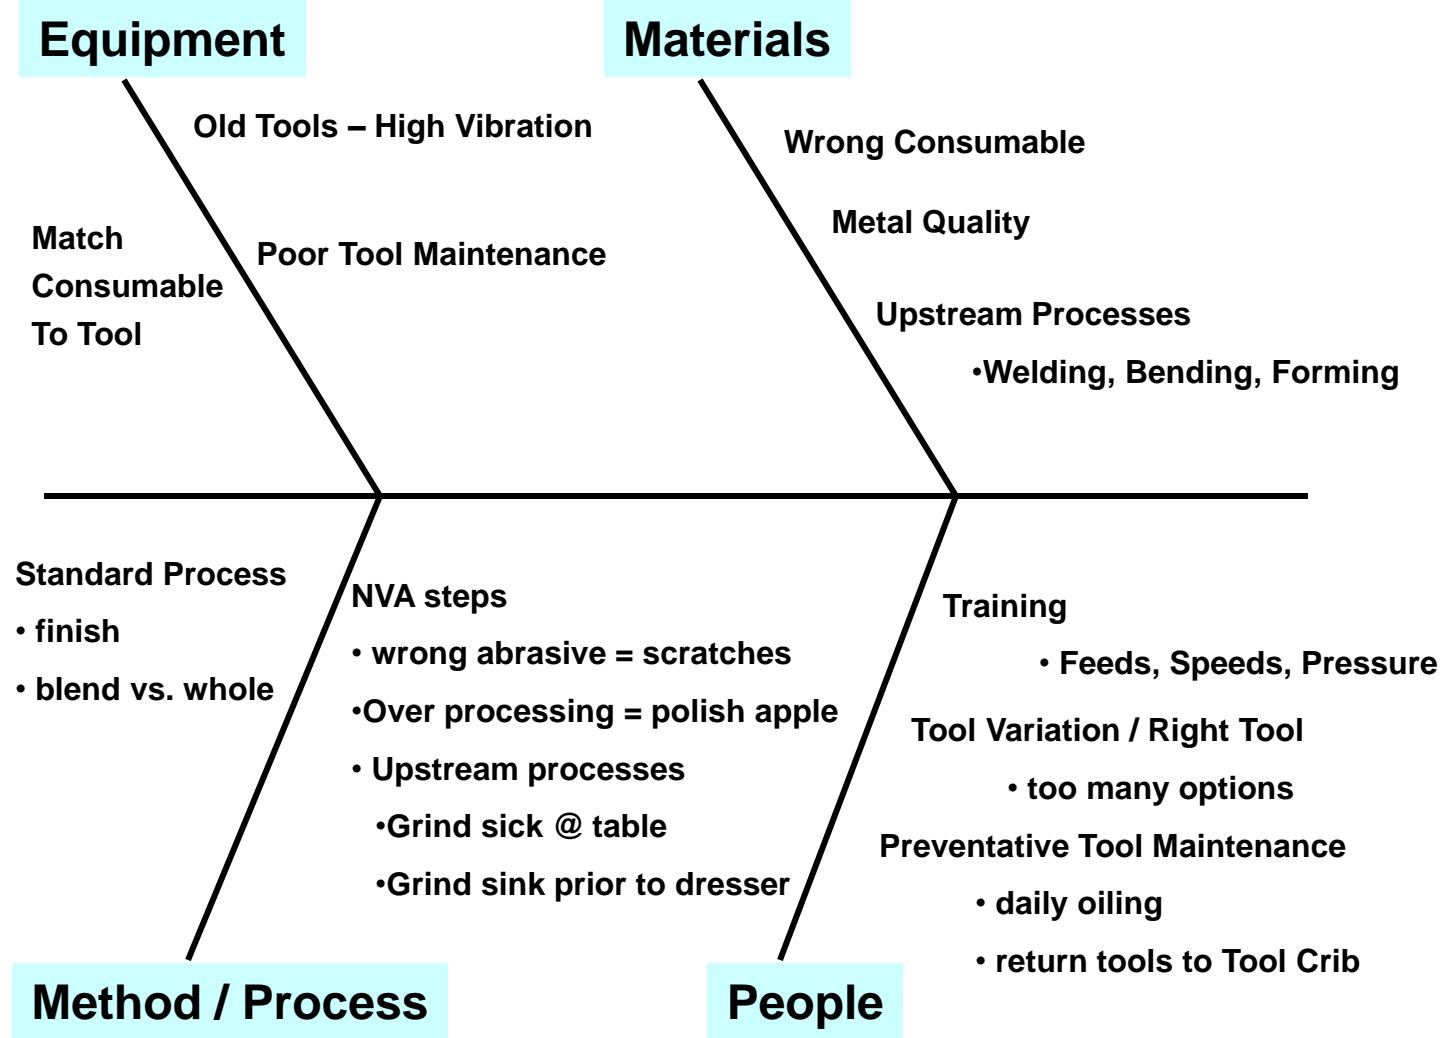 Equipment
Old Tools – High Vibration
Match
Consumable
To Tool
Poor Tool Maintenance
Materials
Wrong Consumable
Metal Quality
Upstream Processes
•Welding, Bending, Forming
Standard Process
• finish
• blend vs. whole
NVA steps
• wrong abrasive = scratches
•Over processing = polish apple
• Upstream processes
•Grind sick @ table
•Grind sink prior to dresser
Method / Process
Training
• Feeds, Speeds, Pressure
Tool Variation / Right Tool
• too many options
Preventative Tool Maintenance
• daily oiling
• return tools to Tool Crib
People